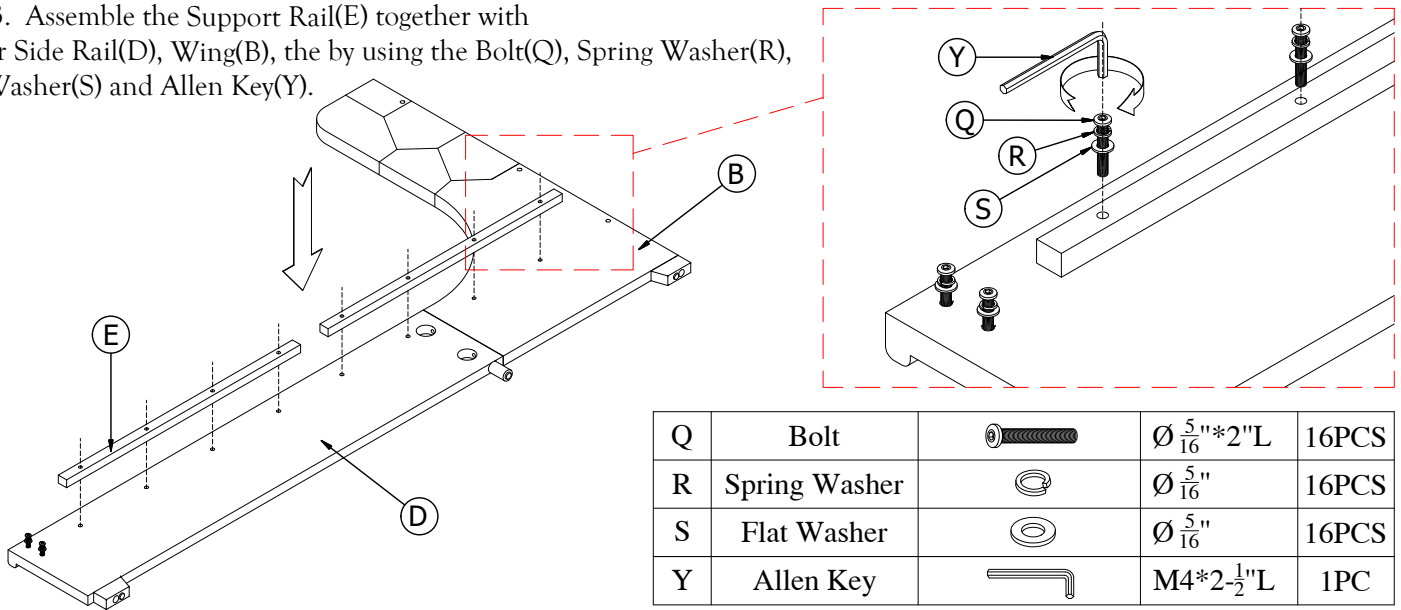 . Assemble the Support Rail(E) together with
r Side Rail(D), Wing(B), the by using the Bolt(Q), Spring Washer(R),
Washer(S) and Allen Key(Y).
Y
Q
R
S
B
E
D
Q Bolt Ø 5/16"*2"L 16PCS
R Spring Washer Ø 5/16" 16PCS
S Flat Washer Ø 5/16" 16PCS
Y Allen Key M4*2-1/2"L 1PC